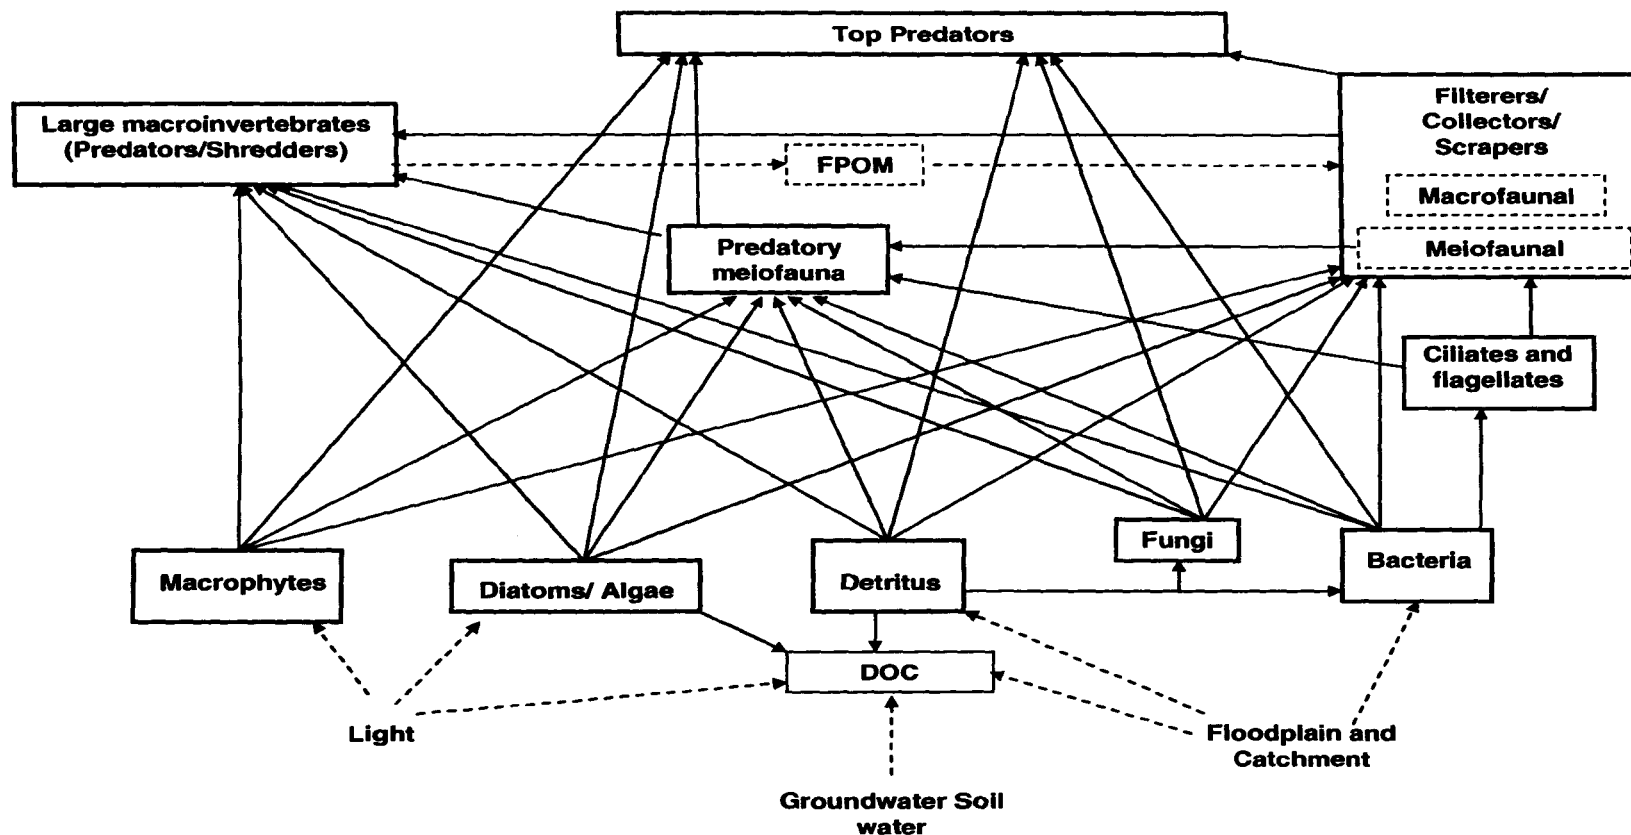 Top Predators
Large macroinvertebrates
(Predators/Shredders)
FPOM
Filterers/
Collectors/
Scrapers
Macrofaunal
Meiofaunal
Predatory
meiofauna
Ciliates and
flagellates
Macrophytes
Diatoms/ Algae
Detritus
Fungi
Bacteria
DOC
Light
Floodplain and
Catchment
Groundwater Soil
water